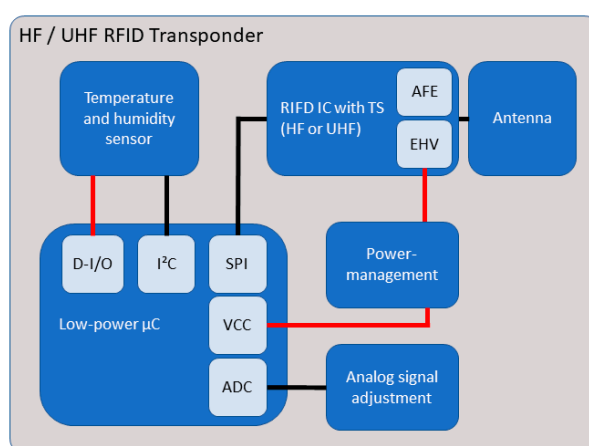 HF / UHF RFID Transponder
Temperature
and humidity
sensor
RIFD IC with TS
(HF or UHF)
AFE
EHV
Antenna
D-I/O
I²C
SPI
Low-power µC
VCC
ADC
Power-
management
Analog signal
adjustment